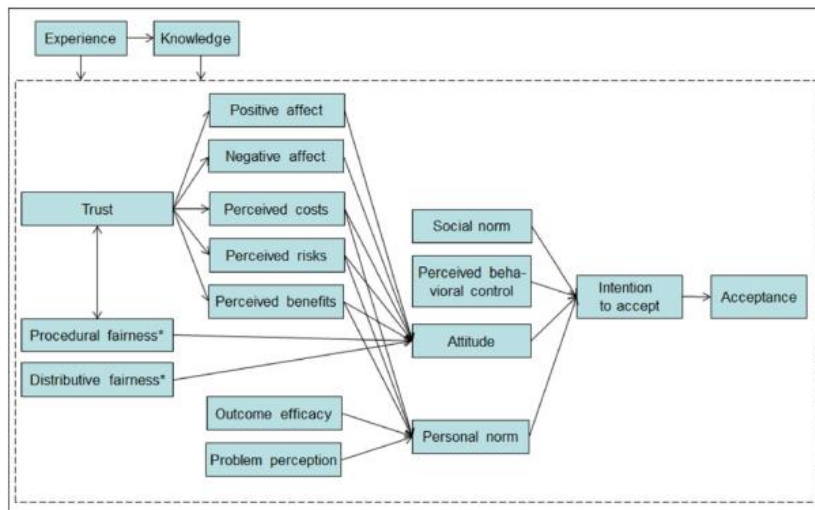 Experience
Knowledge
Positive affect
Negative affect
Trust
Perceived costs
Perceived risks
Perceived benefits
Social norm
Perceived beha-
vioral control
Intention
to accept
Acceptance
Procedural fairness*
Attitude
Distributive fairness*
Outcome efficacy
Personal norm
Problem perception